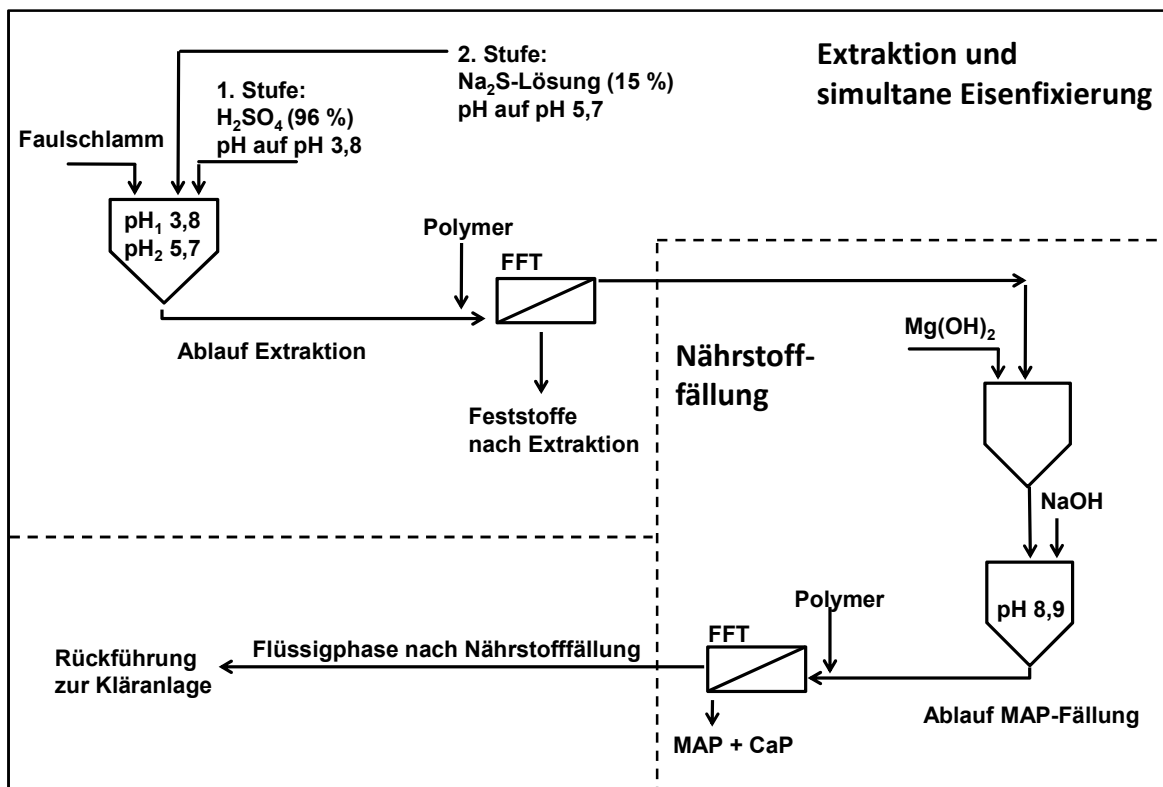 Extraktion und
simultane Eisenfixierung
2. Stufe:
Na₂S-Lösung (15 %)
pH auf pH 5,7
1. Stufe:
H₂SO₄ (96 %)
pH auf pH 3,8
Faulschlamm
pH₁ 3,8
pH₂ 5,7
Polymer
FFT
Ablauf Extraktion
Feststoffe
nach Extraktion
Nährstoff-
fällung
Mg(OH)₂
NaOH
pH 8,9
Polymer
FFT
Flüssigphase nach Nährstofffällung
Rückführung
zur Kläranlage
Ablauf MAP-Fällung
MAP + CaP